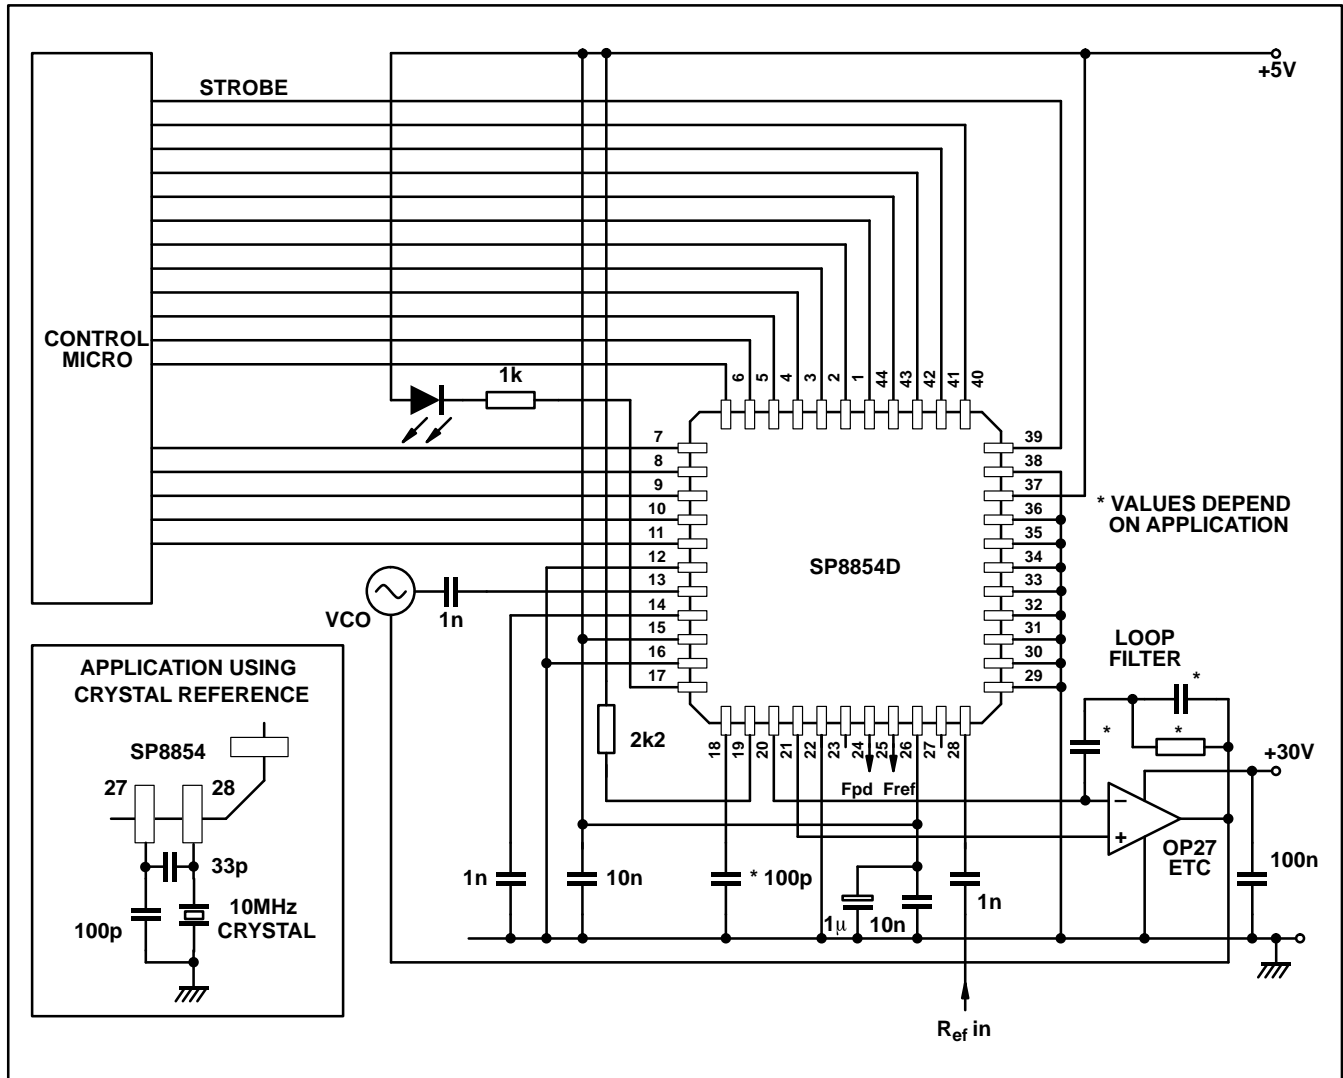 +5V
STROBE
CONTROL
MICRO
1k
6 5 4 3 2 1 44 43 42 41 40
7
8
9
10
11
12
13
14
15
16
17
39
38
37
36
35
34
33
32
31
30
29
* VALUES DEPEND
ON APPLICATION
SP8854D
VCO
1n
LOOP
FILTER
*
*
*
2k2
18 19 20 21 22 23 24 25 26 27 28
Fpd Fref
+30V
−
+
OP27
ETC
100n
1n
10n
* 100p
1µ
10n
1n
Ref in
APPLICATION USING
CRYSTAL REFERENCE
SP8854
27 28
33p
100p
10MHz
CRYSTAL